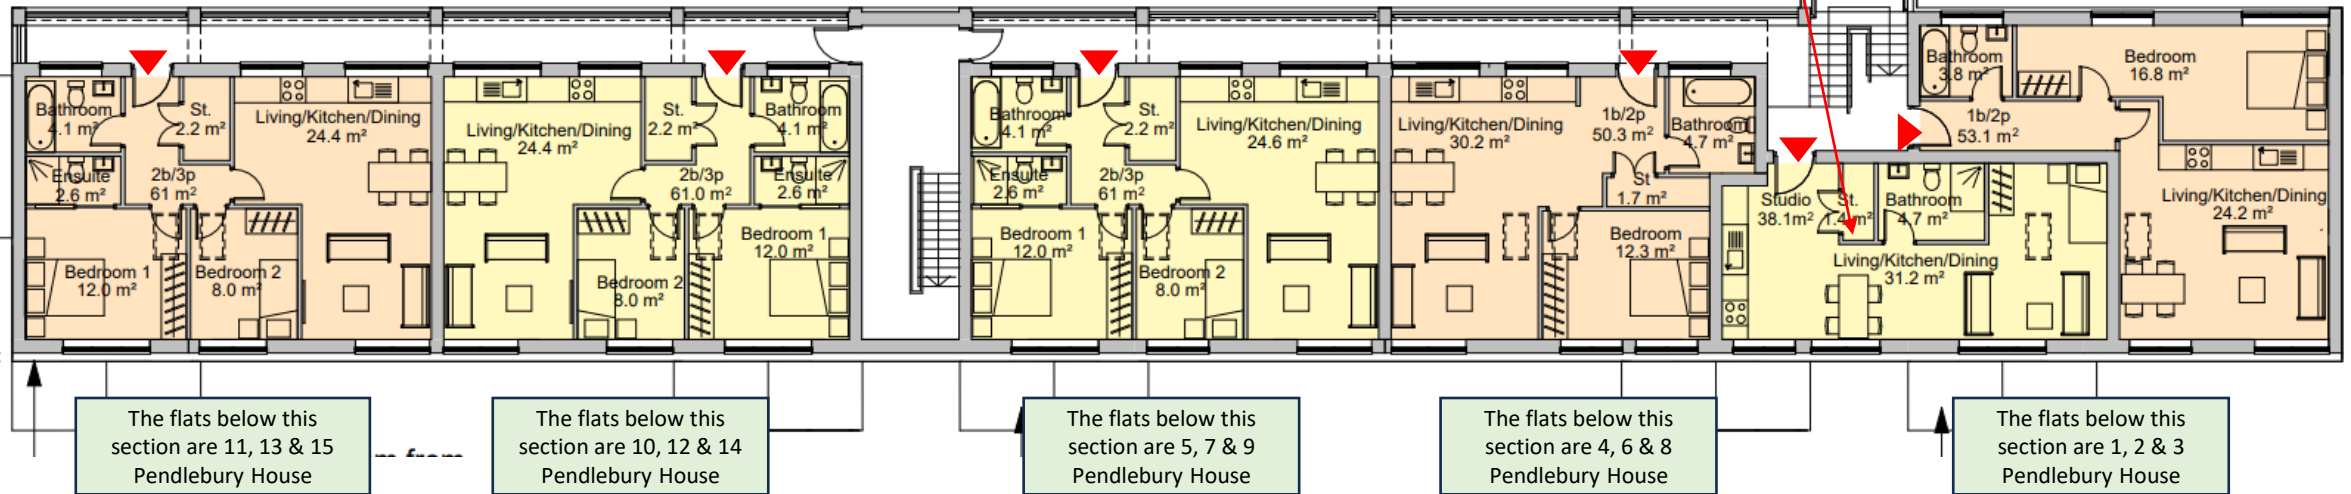 Bathroom
4.1 m²
St.
2.2 m²
Living/Kitchen/Dining
24.4 m²
Ensuite
2.6 m²
2b/3p
61 m²
Bedroom 1
12.0 m²
Bedroom 2
8.0 m²
Living/Kitchen/Dining
24.4 m²
St.
2.2 m²
Bathroom
4.1 m²
2b/3p
61.0 m²
Ensuite
2.6 m²
Bedroom 2
8.0 m²
Bedroom 1
12.0 m²
Bathroom
4.1 m²
St.
2.2 m²
Living/Kitchen/Dining
24.6 m²
Ensuite
2.6 m²
2b/3p
61 m²
Bedroom 1
12.0 m²
Bedroom 2
8.0 m²
Living/Kitchen/Dining
30.2 m²
1b/2p
50.3 m²
Bathroom
4.7 m²
St
1.7 m²
Bedroom
12.3 m²
Studio
38.1m²
St.
1.4 m²
Bathroom
4.7 m²
Living/Kitchen/Dining
31.2 m²
Bathroom
3.8 m²
Bedroom
16.8 m²
1b/2p
53.1 m²
Living/Kitchen/Dining
24.2 m²
The flats below this
section are 11, 13 & 15
Pendlebury House
The flats below this
section are 10, 12 & 14
Pendlebury House
The flats below this
section are 5, 7 & 9
Pendlebury House
The flats below this
section are 4, 6 & 8
Pendlebury House
The flats below this
section are 1, 2 & 3
Pendlebury House